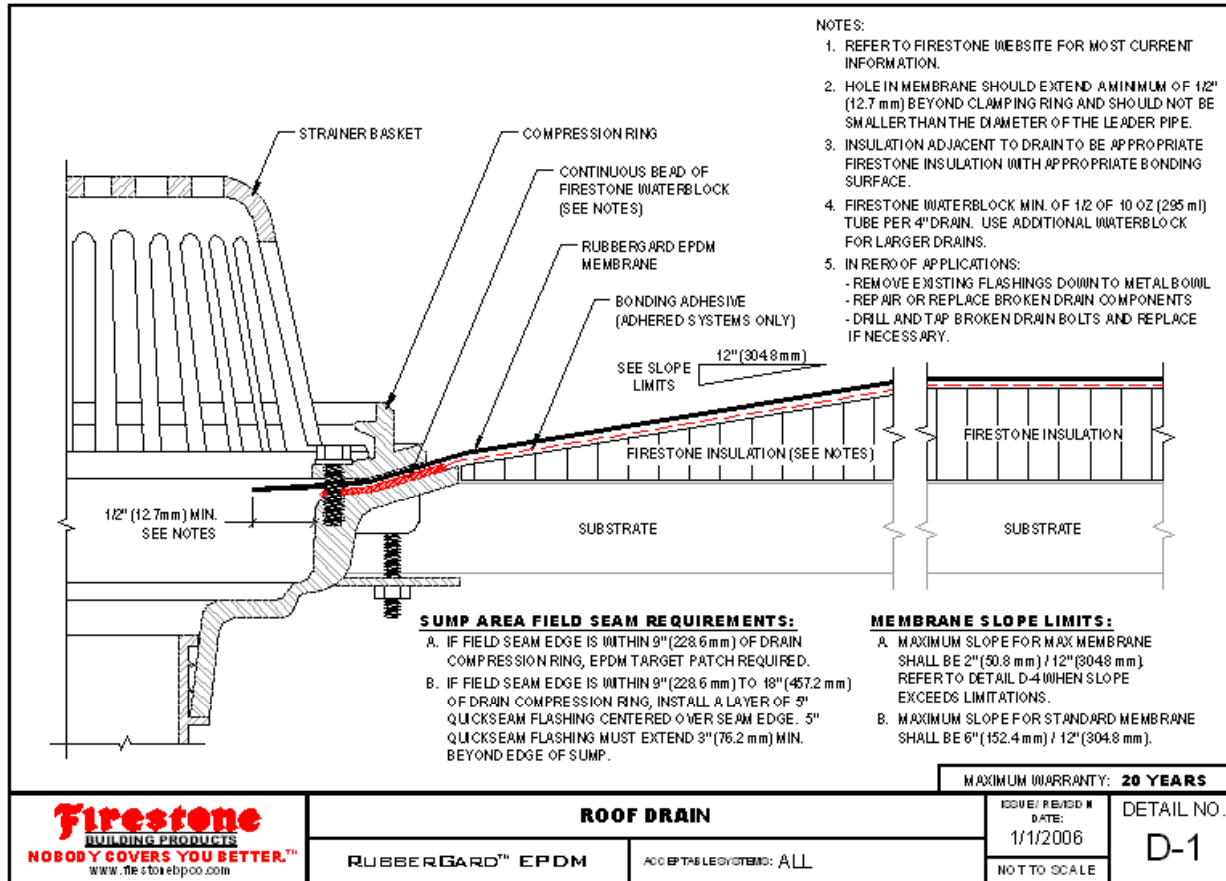 NOTES:
1. REFER TO FIRESTONE WEBSITE FOR MOST CURRENT
INFORMATION.
2. HOLE IN MEMBRANE SHOULD EXTEND A MINIMUM OF 1/2"
(12.7 mm) BEYOND CLAMPING RING AND SHOULD NOT BE
SMALLER THAN THE DIAMETER OF THE LEADER PIPE.
3. INSULATION ADJACENT TO DRAIN TO BE APPROPRIATE
FIRESTONE INSULATION WITH APPROPRIATE BONDING
SURFACE.
4. FIRESTONE WATERBLOCK MIN. OF 1/2 OF 10 OZ (295 ml)
TUBE PER 4" DRAIN. USE ADDITIONAL WATERBLOCK
FOR LARGER DRAINS.
5. IN REROOF APPLICATIONS:
- REMOVE EXISTING FLASHINGS DOWN TO METAL BOWL
- REPAIR OR REPLACE BROKEN DRAIN COMPONENTS
- DRILL AND TAP BROKEN DRAIN BOLTS AND REPLACE
IF NECESSARY.
STRAINER BASKET
COMPRESSION RING
CONTINUOUS BEAD OF
FIRESTONE WATERBLOCK
(SEE NOTES)
RUBBERGARD EPDM
MEMBRANE
BONDING ADHESIVE
(ADHERED SYSTEMS ONLY)
SEE SLOPE
LIMITS
12" (304.8 mm)
FIRESTONE INSULATION (SEE NOTES)
FIRESTONE INSULATION
1/2" (12.7mm) MIN.
SEE NOTES
SUBSTRATE
SUBSTRATE
SUMP AREA FIELD SEAM REQUIREMENTS:
A. IF FIELD SEAM EDGE IS WITHIN 9" (228.6 mm) OF DRAIN
COMPRESSION RING, EPDM TARGET PATCH REQUIRED.
B. IF FIELD SEAM EDGE IS WITHIN 9" (228.6 mm) TO 18" (457.2 mm)
OF DRAIN COMPRESSION RING, INSTALL A LAYER OF 5"
QUICKSEAM FLASHING CENTERED OVER SEAM EDGE. 5"
QUICKSEAM FLASHING MUST EXTEND 3" (76.2 mm) MIN.
BEYOND EDGE OF SUMP.
MEMBRANE SLOPE LIMITS:
A. MAXIMUM SLOPE FOR MAX MEMBRANE
SHALL BE 2" (50.8 mm) / 12" (304.8 mm).
REFER TO DETAIL D-4 WHEN SLOPE
EXCEEDS LIMITATIONS.
B. MAXIMUM SLOPE FOR STANDARD MEMBRANE
SHALL BE 6" (152.4 mm) / 12" (304.8 mm).
MAXIMUM WARRANTY: 20 YEARS
Firestone
BUILDING PRODUCTS
NOBODY COVERS YOU BETTER.™
www.firestonebpco.com
ROOF DRAIN
RUBBERGARD™ EPDM
ACCEPTABLE SYSTEMS: ALL
ISSUE / REVISION
DATE:
1/1/2006
NOT TO SCALE
DETAIL NO.
D-1